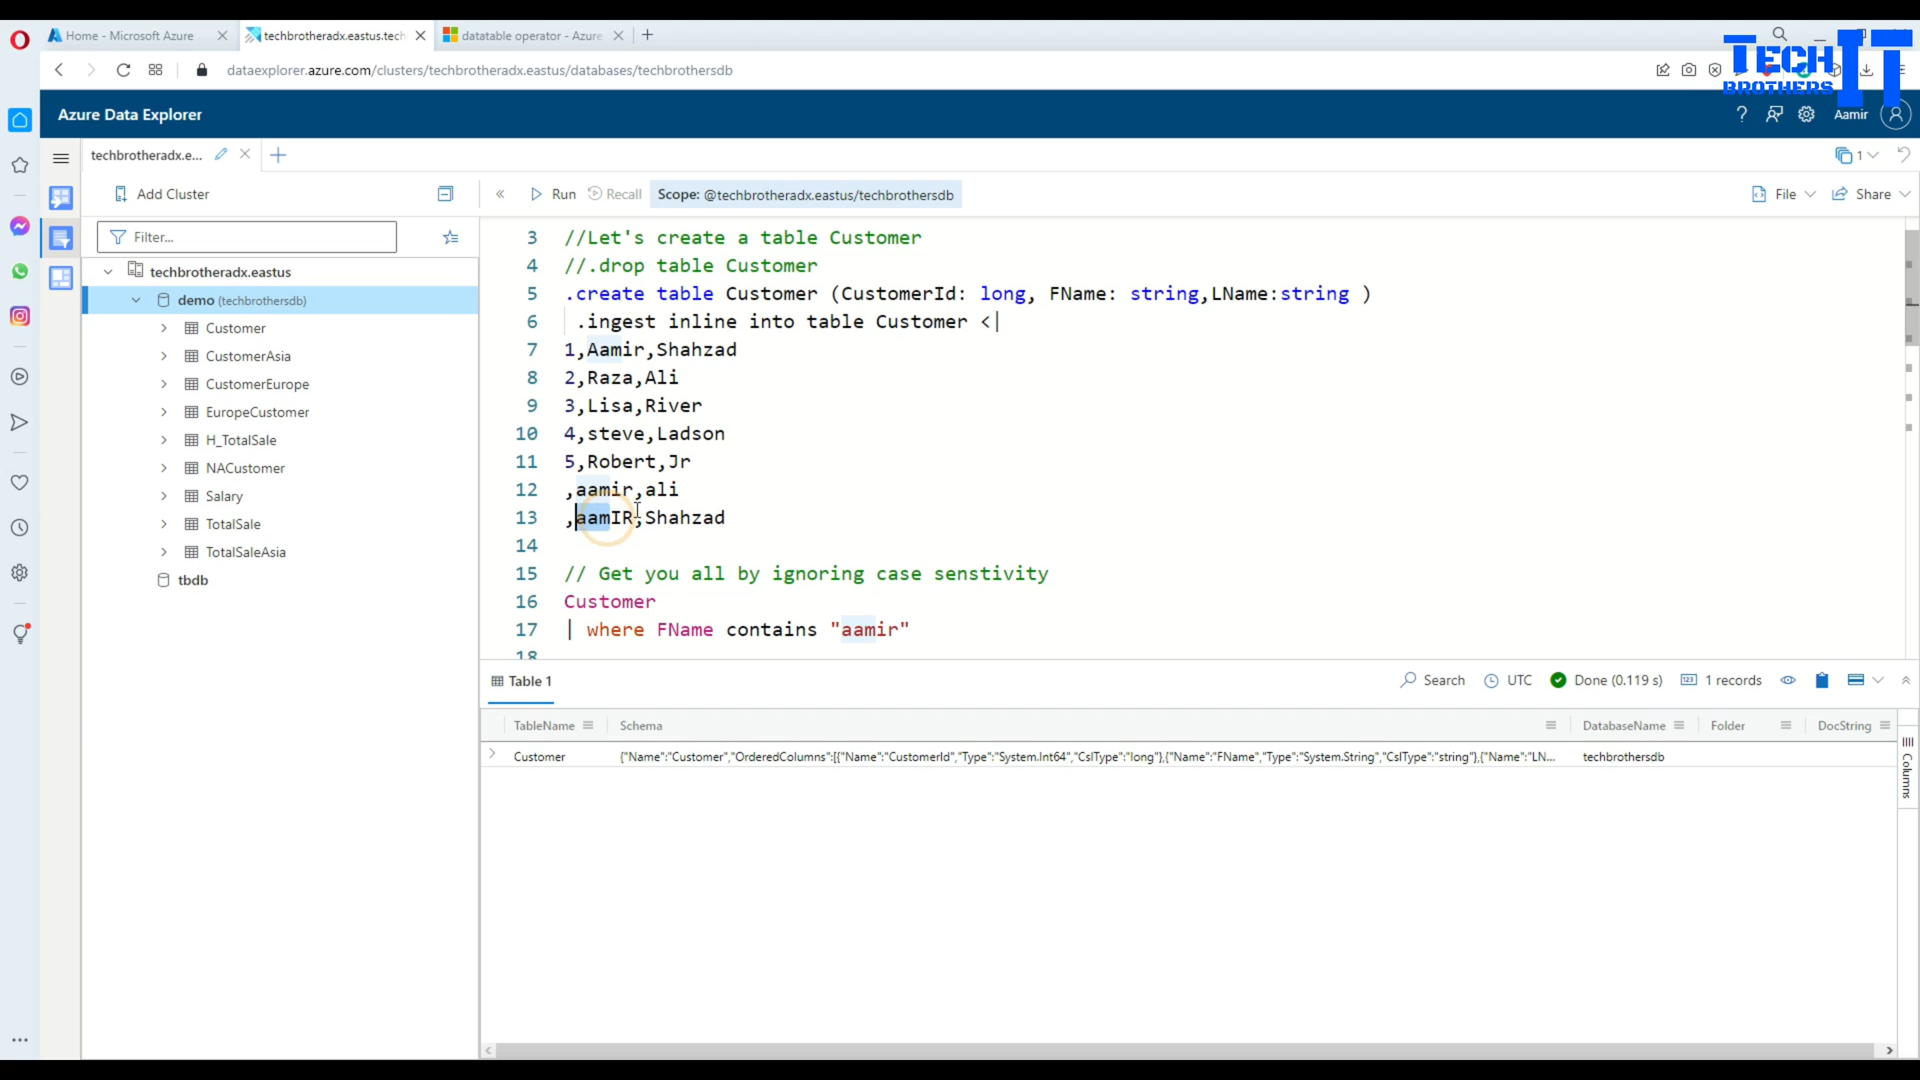 Home - Microsoft Azure
techbrotheradx.eastus.tech
datatable operator - Azure
dataexplorer.azure.com/clusters/techbrotheradx.eastus/databases/techbrothersdb
TECH
BROTHERS
IT
Azure Data Explorer
Aamir
techbrotheradx.e...
1
Add Cluster
Run
Recall
Scope: @techbrotheradx.eastus/techbrothersdb
File
Share
Filter...
techbrotheradx.eastus
demo (techbrothersdb)
Customer
CustomerAsia
CustomerEurope
EuropeCustomer
H_TotalSale
NACustomer
Salary
TotalSale
TotalSaleAsia
tbdb
3 //Let's create a table Customer
4 //.drop table Customer
5 .create table Customer (CustomerId: long, FName: string,LName:string )
6 .ingest inline into table Customer <|
7 1,Aamir,Shahzad
8 2,Raza,Ali
9 3,Lisa,River
10 4,steve,Ladson
11 5,Robert,Jr
12 ,aamir,ali
13 ,aamIR,Shahzad
14
15 // Get you all by ignoring case senstivity
16 Customer
17 | where FName contains "aamir"
18
Table 1
Search
UTC
Done (0.119 s)
1 records
TableName Schema DatabaseName Folder DocString
Customer {"Name":"Customer","OrderedColumns":[{"Name":"CustomerId","Type":"System.Int64","CslType":"long"},{"Name":"FName","Type":"System.String","CslType":"string"},{"Name":"LN... techbrothersdb
Columns